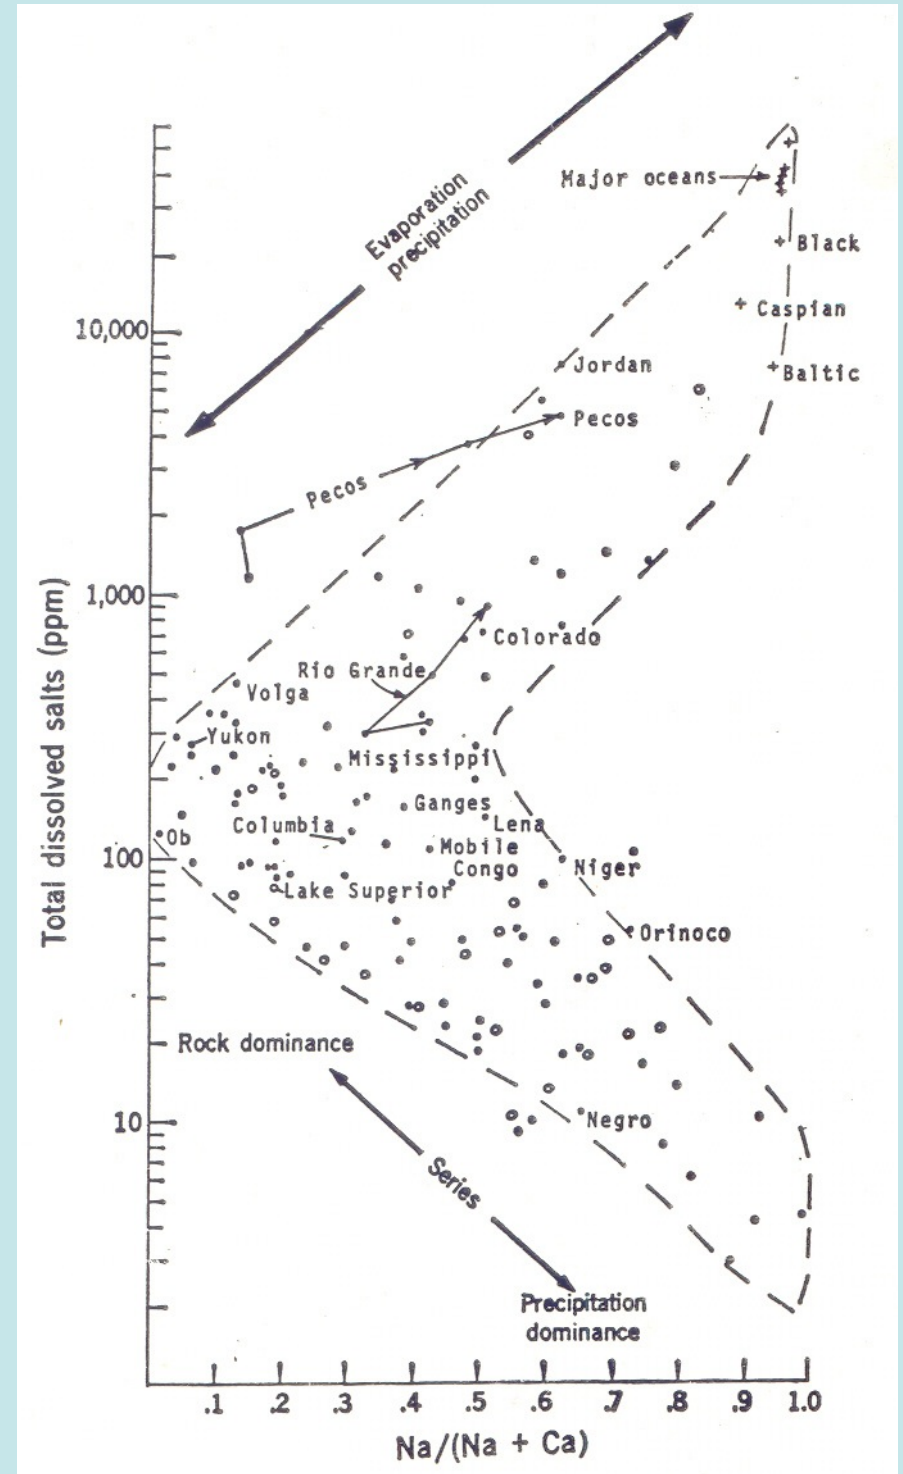 Evaporation
precipitation
Major oceans
Black
Caspian
10,000
Jordan
Baltic
Pecos
Pecos
1,000
Colorado
Rio Grande
Volga
Yukon
Mississippi
Ganges
Lena
Columbia
Ob
Mobile
100
Congo
Niger
Lake Superior
Orinoco
Rock dominance
10
Negro
Series
Precipitation
dominance
Total dissolved salts (ppm)
.1 .2 .3 .4 .5 .6 .7 .8 .9 1.0
Na/(Na + Ca)